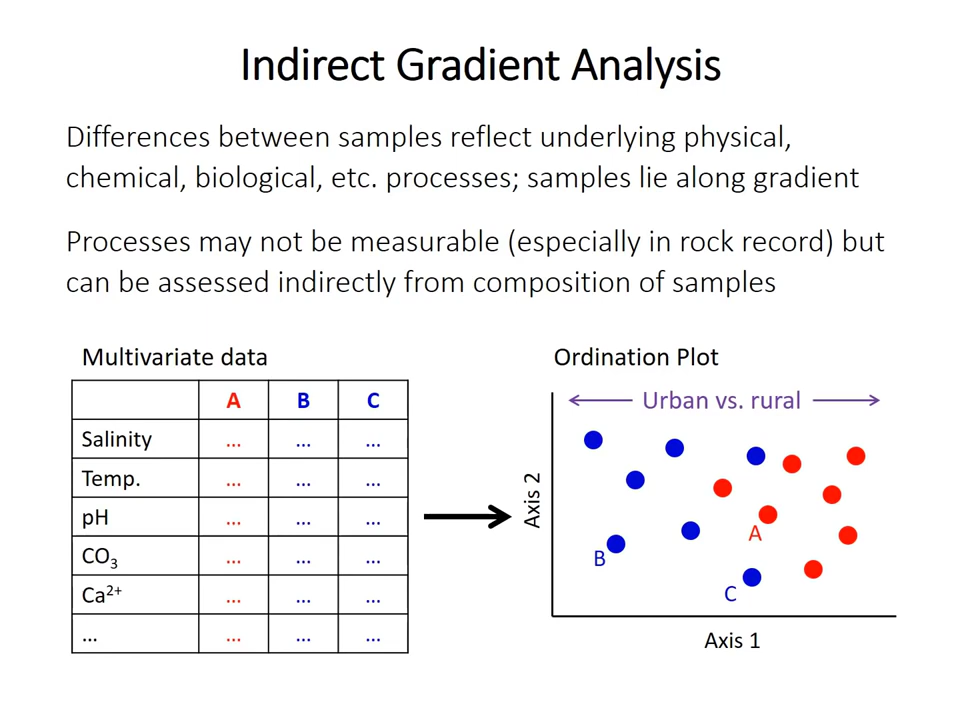 Indirect Gradient Analysis
Differences between samples reflect underlying physical,
chemical, biological, etc. processes; samples lie along gradient
Processes may not be measurable (especially in rock record) but
can be assessed indirectly from composition of samples
Multivariate data
A B C
Salinity ... ... ...
Temp. ... ... ...
pH ... ... ...
CO₃ ... ... ...
Ca²⁺ ... ... ...
... ... ... ...
Ordination Plot
Urban vs. rural
Axis 2
A
B
C
Axis 1